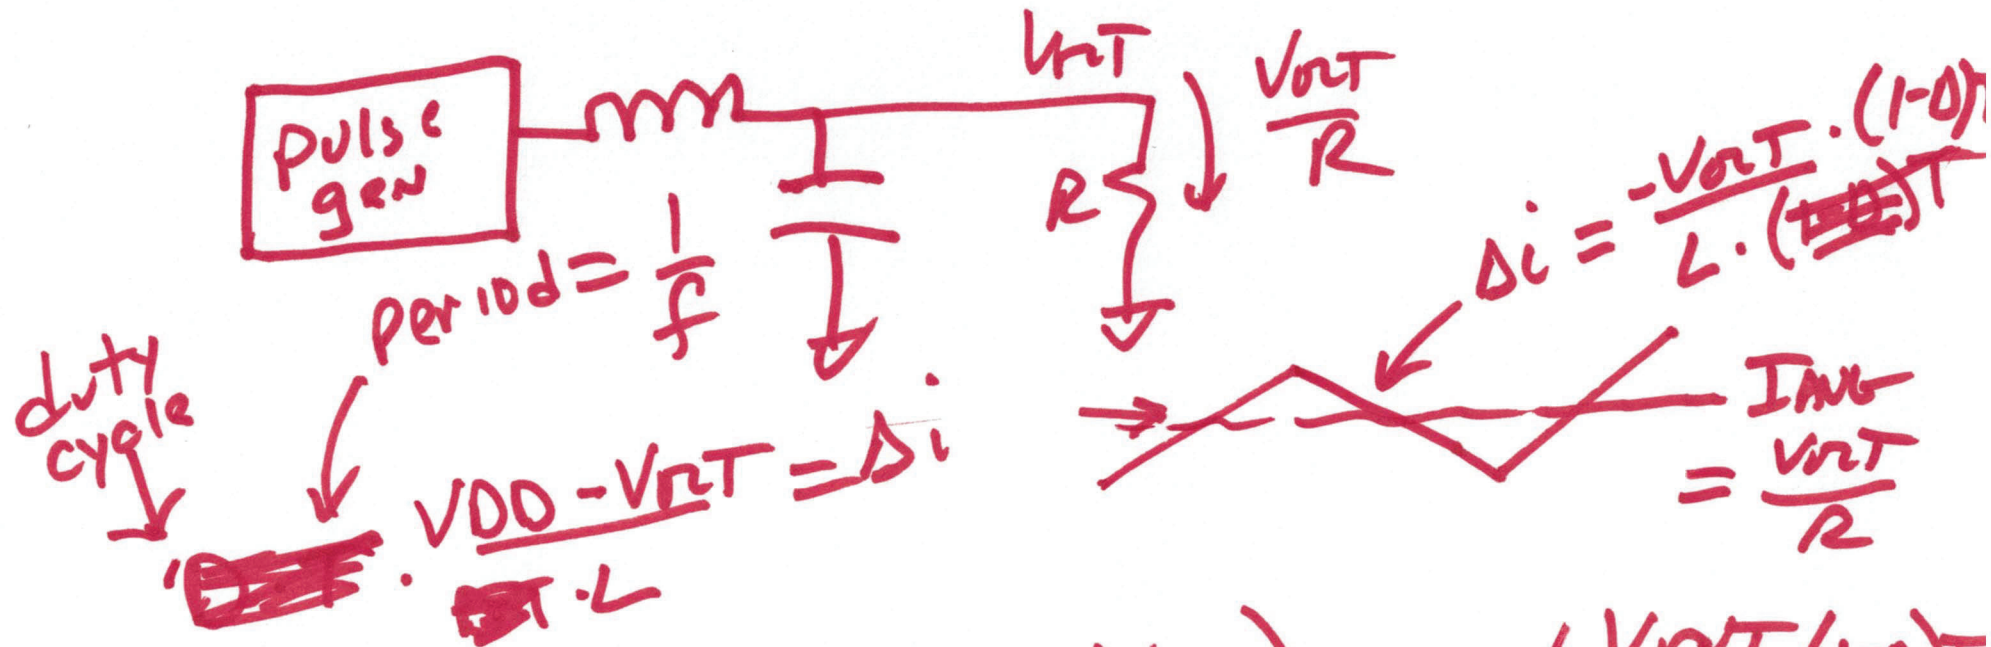 pulse
gen
VOUT
VOUT
R
R
period = 1
f
duty
cycle
· VDD - VOUT = Δi
· L
Δi = -VOUT · (1-D)
L · ( )T
IAVG
= VOUT
R